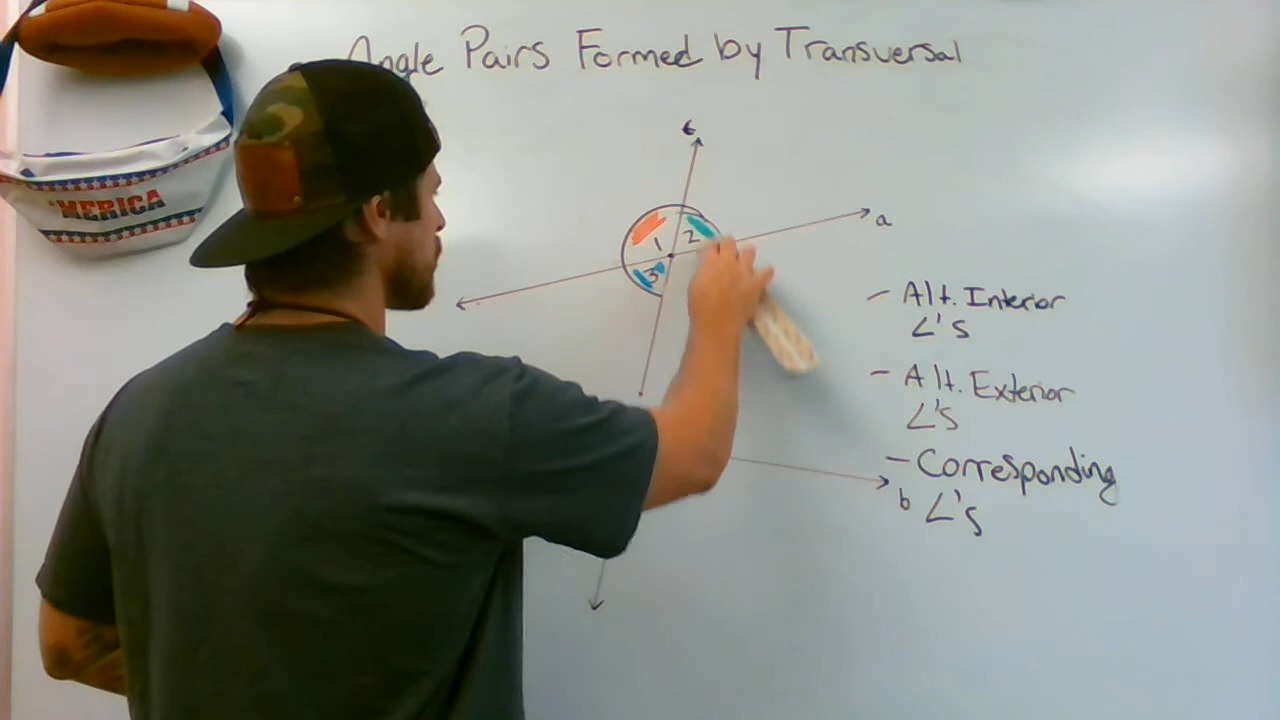 Angle Pairs Formed by Transversal
'MERICA
t
a
1 2
3
- Alt. Interior
∠'s
- Alt. Exterior
∠'s
- Corresponding
b ∠'s